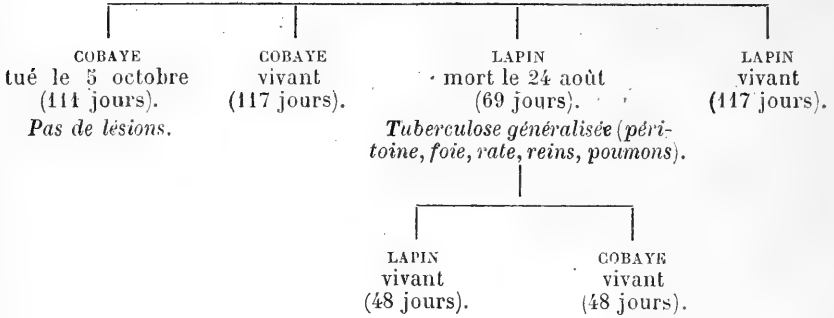 COBAYE
tué le 5 octobre
(111 jours).
Pas de lésions.
COBAYE
vivant
(117 jours).
LAPIN
mort le 24 août
(69 jours).
Tuberculose généralisée (péri-
toine, foie, rate, reins, poumons).
LAPIN
vivant
(117 jours).
LAPIN
vivant
(48 jours).
COBAYE
vivant
(48 jours).